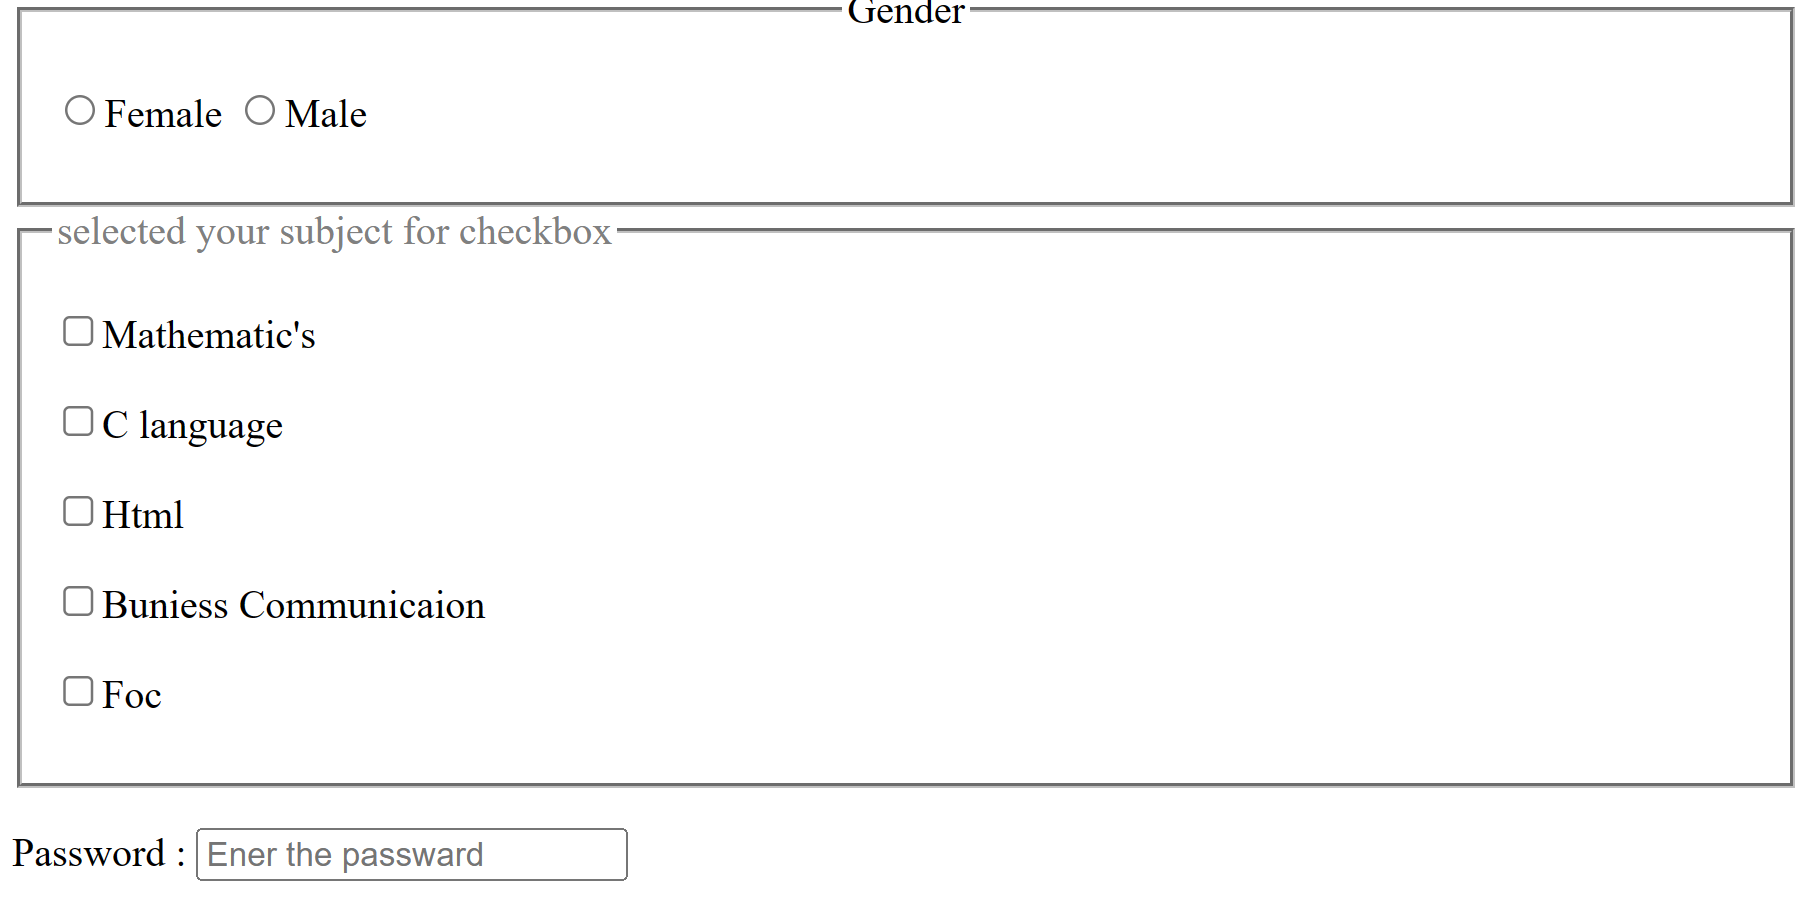 Gender
Female Male
selected your subject for checkbox
Mathematic's
C language
Html
Buniess Communicaion
Foc
Password : Ener the passward